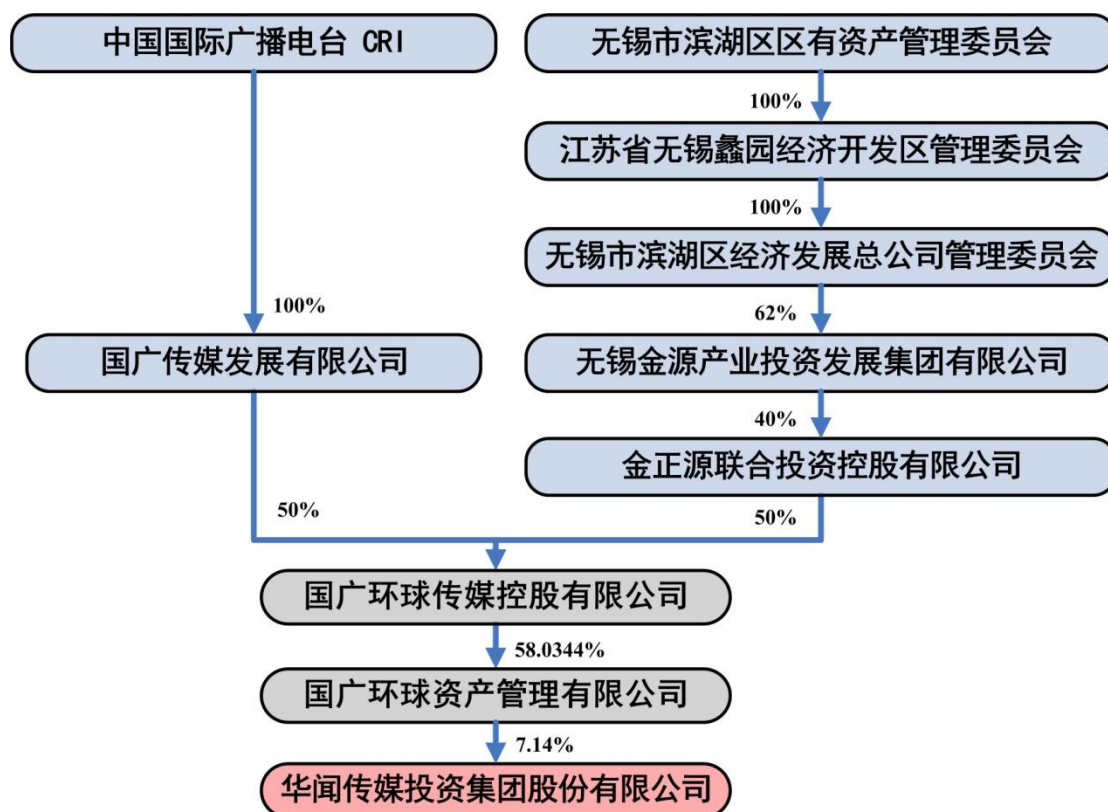 中国国际广播电台 CRI
无锡市滨湖区区有资产管理委员会
100%
江苏省无锡蠡园经济开发区管理委员会
100%
无锡市滨湖区经济发展总公司管理委员会
100%
62%
国广传媒发展有限公司
无锡金源产业投资发展集团有限公司
40%
金正源联合投资控股有限公司
50%
50%
国广环球传媒控股有限公司
58.0344%
国广环球资产管理有限公司
7.14%
华闻传媒投资集团股份有限公司